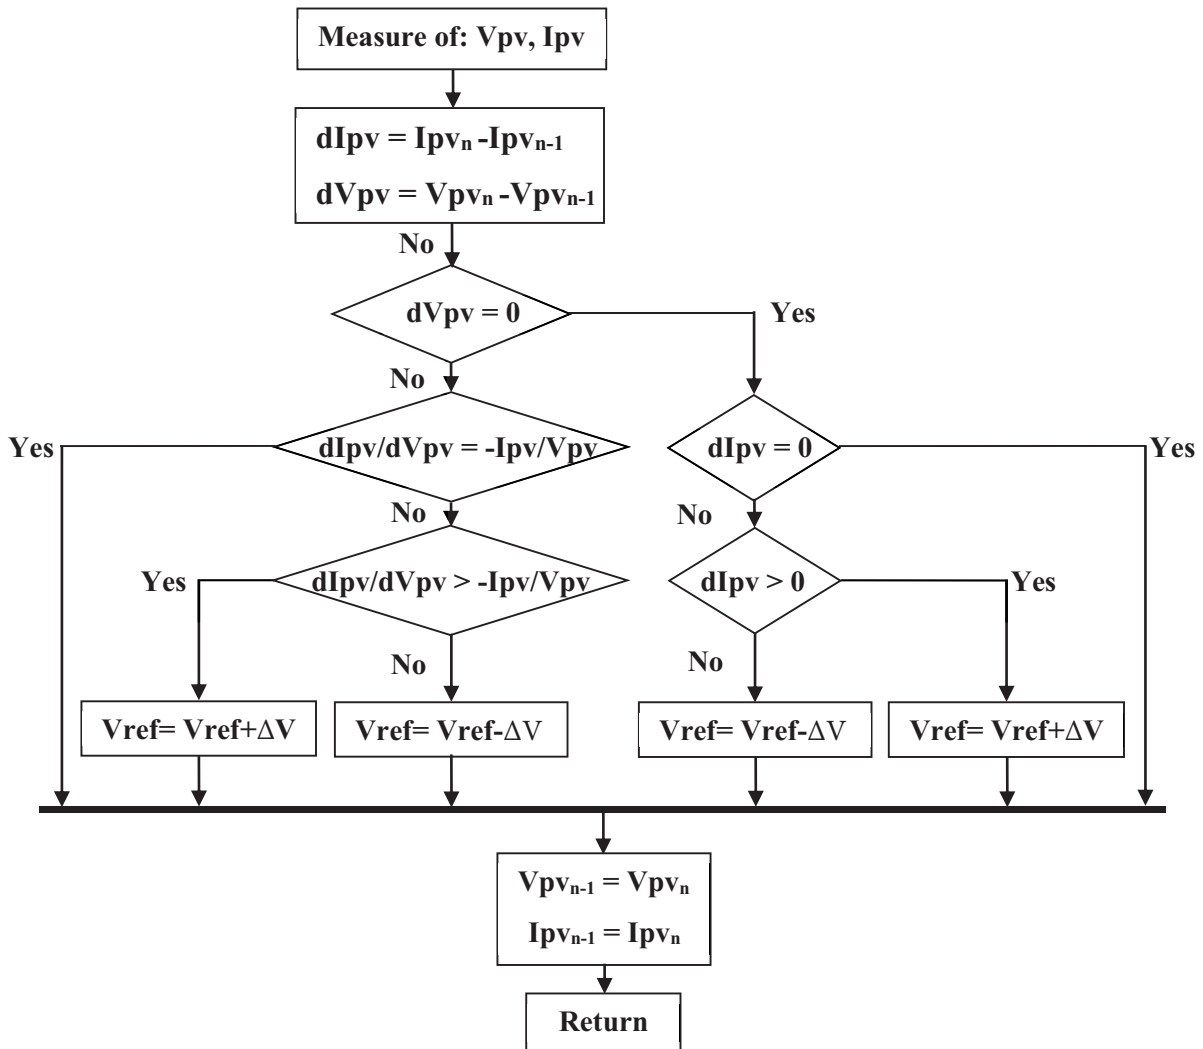 Measure of: Vpv, Ipv
dIpv = Ipvₙ -Ipvₙ₋₁
dVpv = Vpvₙ -Vpvₙ₋₁
No
dVpv = 0
Yes
No
Yes
dIpv/dVpv = -Ipv/Vpv
dIpv = 0
Yes
No
No
Yes
dIpv/dVpv > -Ipv/Vpv
dIpv > 0
Yes
No
No
Vref= Vref+ΔV
Vref= Vref-ΔV
Vref= Vref-ΔV
Vref= Vref+ΔV
Vpvₙ₋₁ = Vpvₙ
Ipvₙ₋₁ = Ipvₙ
Return